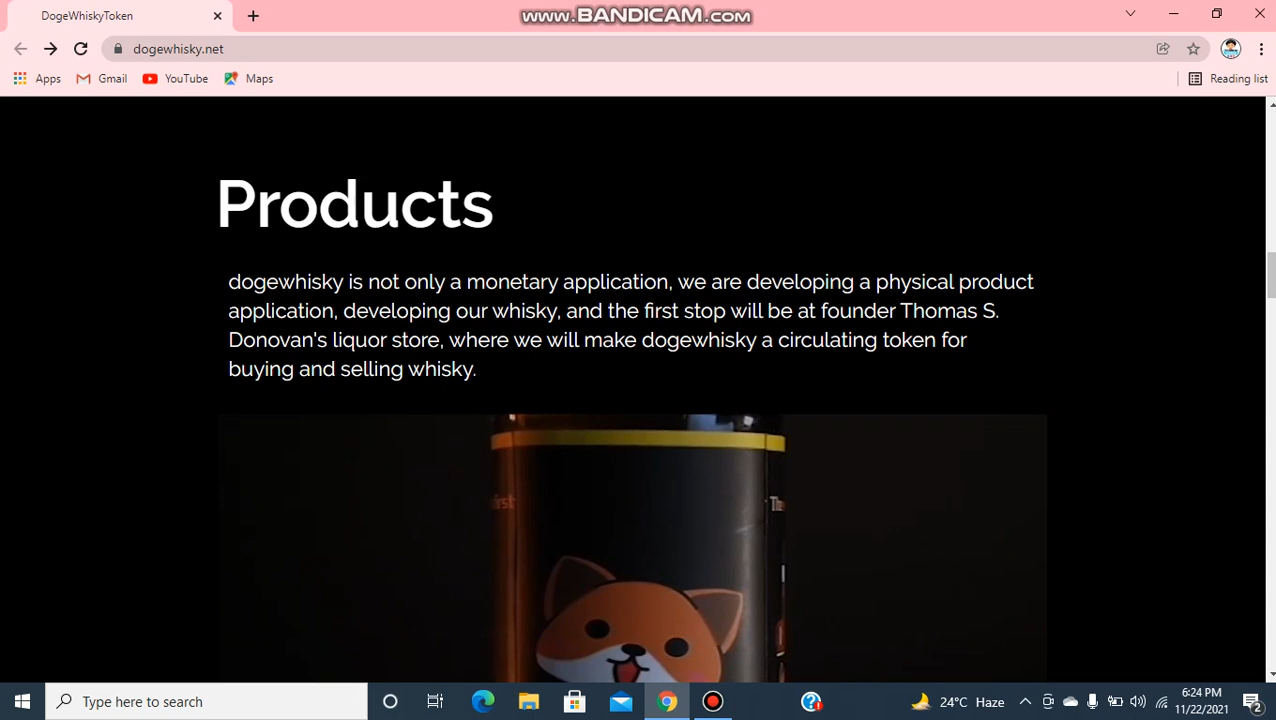 DogeWhiskyToken
www.BANDICAM.com
dogewhisky.net
Apps
Gmail
YouTube
Maps
Reading list
Products
dogewhisky is not only a monetary application, we are developing a physical product
application, developing our whisky, and the first stop will be at founder Thomas S.
Donovan's liquor store, where we will make dogewhisky a circulating token for
buying and selling whisky.
Type here to search
24°C Haze
6:24 PM
11/22/2021
2